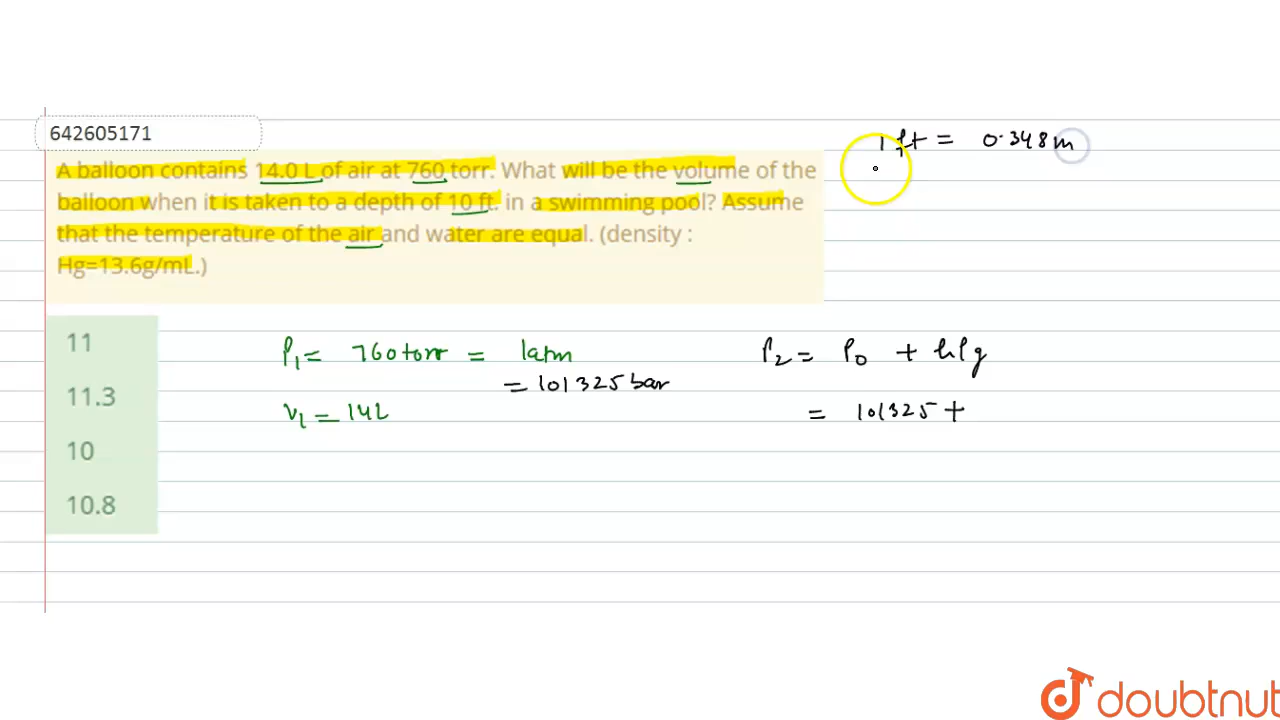 642605171
1 ft = 0.348m
A balloon contains 14.0 L of air at 760 torr. What will be the volume of the
balloon when it is taken to a depth of 10 ft. in a swimming pool? Assume
that the temperature of the air and water are equal. (density :
Hg=13.6g/mL.)
11
11.3
10
10.8
P1 = 760 torr = 1atm
= 101325 bar
V1 = 14L
P2 = P0 + hρg
= 101325 +
doubtnut